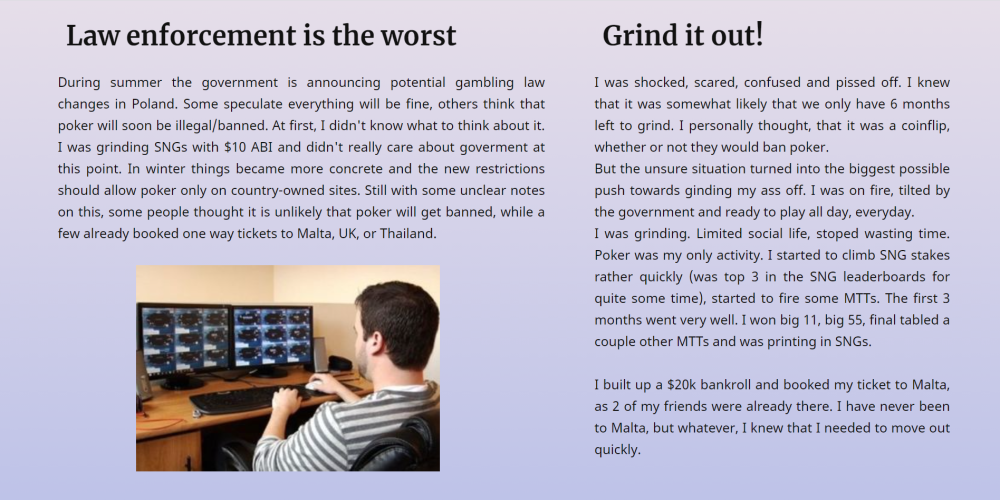 Law enforcement is the worst
During summer the government is announcing potential gambling law
changes in Poland. Some speculate everything will be fine, others think that
poker will soon be illegal/banned. At first, I didn't know what to think about it.
I was grinding SNGs with $10 ABI and didn't really care about goverment at
this point. In winter things became more concrete and the new restrictions
should allow poker only on country-owned sites. Still with some unclear notes
on this, some people thought it is unlikely that poker will get banned, while a
few already booked one way tickets to Malta, UK, or Thailand.
Grind it out!
I was shocked, scared, confused and pissed off. I knew
that it was somewhat likely that we only have 6 months
left to grind. I personally thought, that it was a coinflip,
whether or not they would ban poker.
But the unsure situation turned into the biggest possible
push towards ginding my ass off. I was on fire, tilted by
the government and ready to play all day, everyday.
I was grinding. Limited social life, stoped wasting time.
Poker was my only activity. I started to climb SNG stakes
rather quickly (was top 3 in the SNG leaderboards for
quite some time), started to fire some MTTs. The first 3
months went very well. I won big 11, big 55, final tabled a
couple other MTTs and was printing in SNGs.
I built up a $20k bankroll and booked my ticket to Malta,
as 2 of my friends were already there. I have never been
to Malta, but whatever, I knew that I needed to move out
quickly.